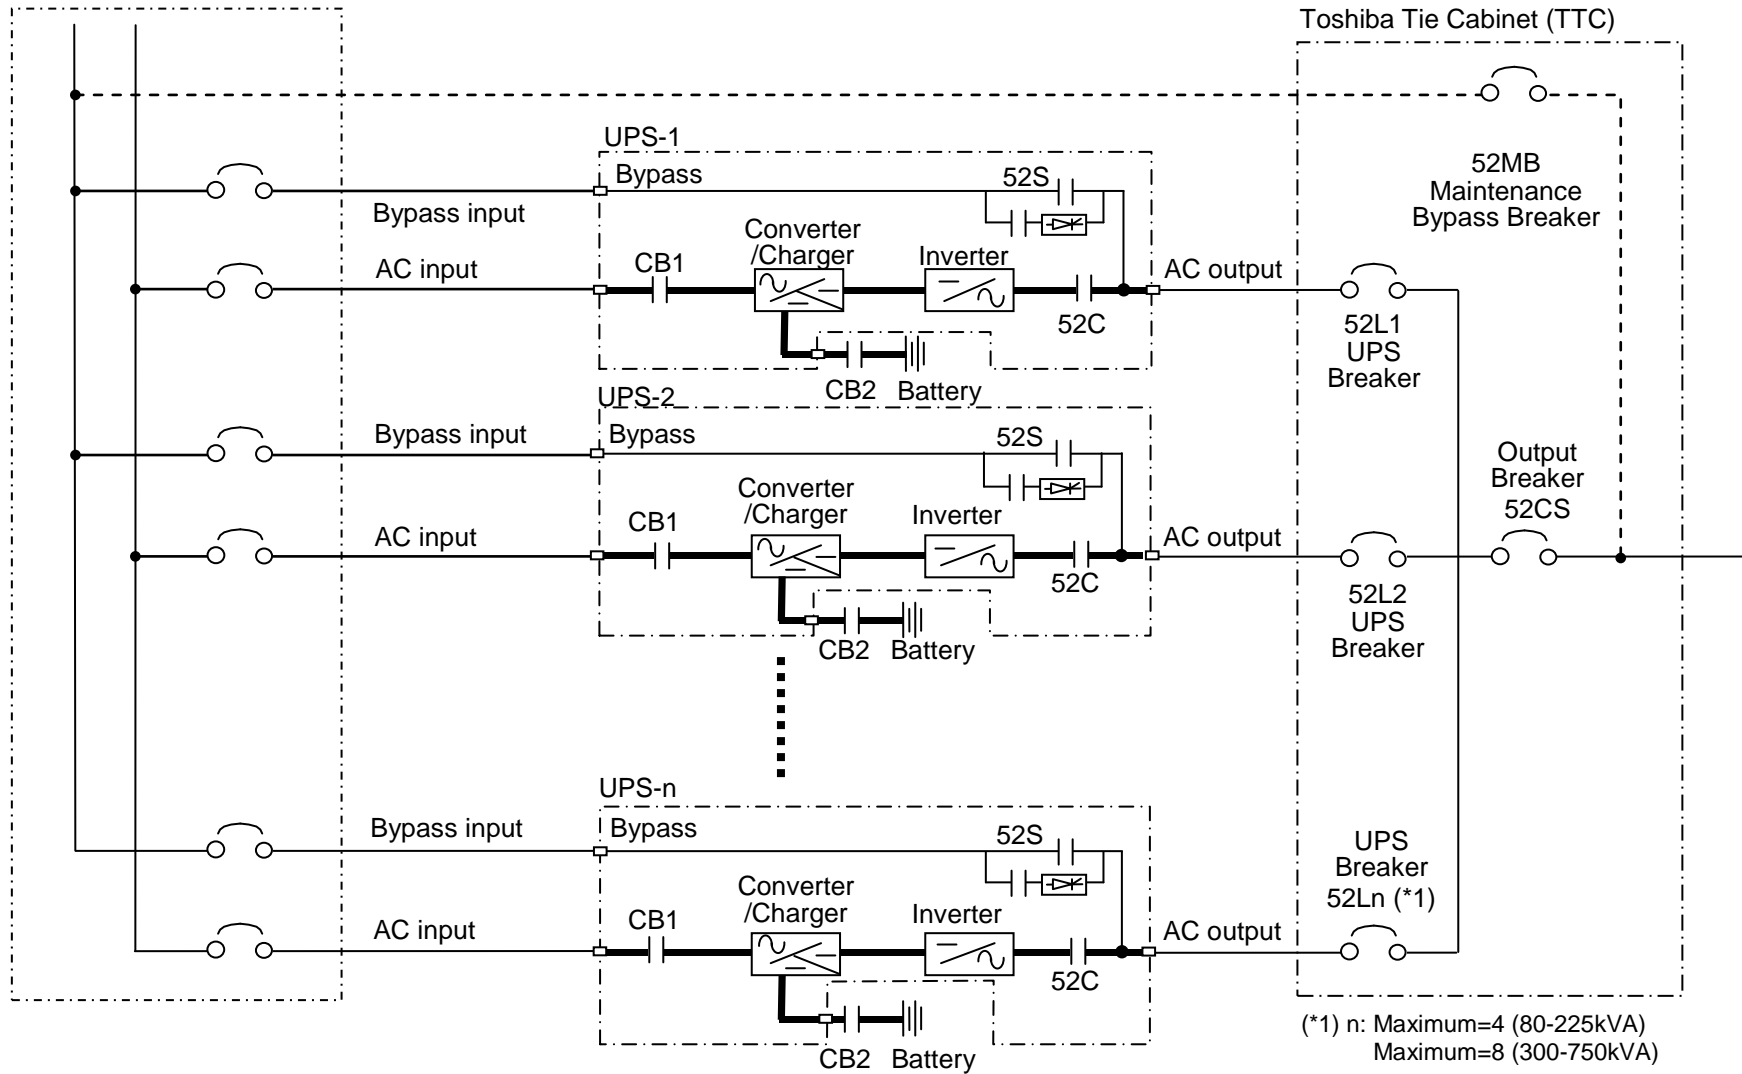 Toshiba Tie Cabinet (TTC)
52MB
Maintenance
Bypass Breaker
UPS-1
Bypass
52S
Bypass input
Converter
/Charger
Inverter
AC input
CB1
AC output
52C
52L1
UPS
Breaker
CB2
Battery
UPS-2
Bypass input
Bypass
52S
Converter
/Charger
Inverter
AC input
CB1
AC output
52C
Output
Breaker
52CS
52L2
UPS
Breaker
CB2
Battery
UPS-n
Bypass input
Bypass
52S
Converter
/Charger
Inverter
AC input
CB1
AC output
52C
UPS
Breaker
52Ln (*1)
CB2
Battery
(*1) n: Maximum=4 (80-225kVA)
Maximum=8 (300-750kVA)